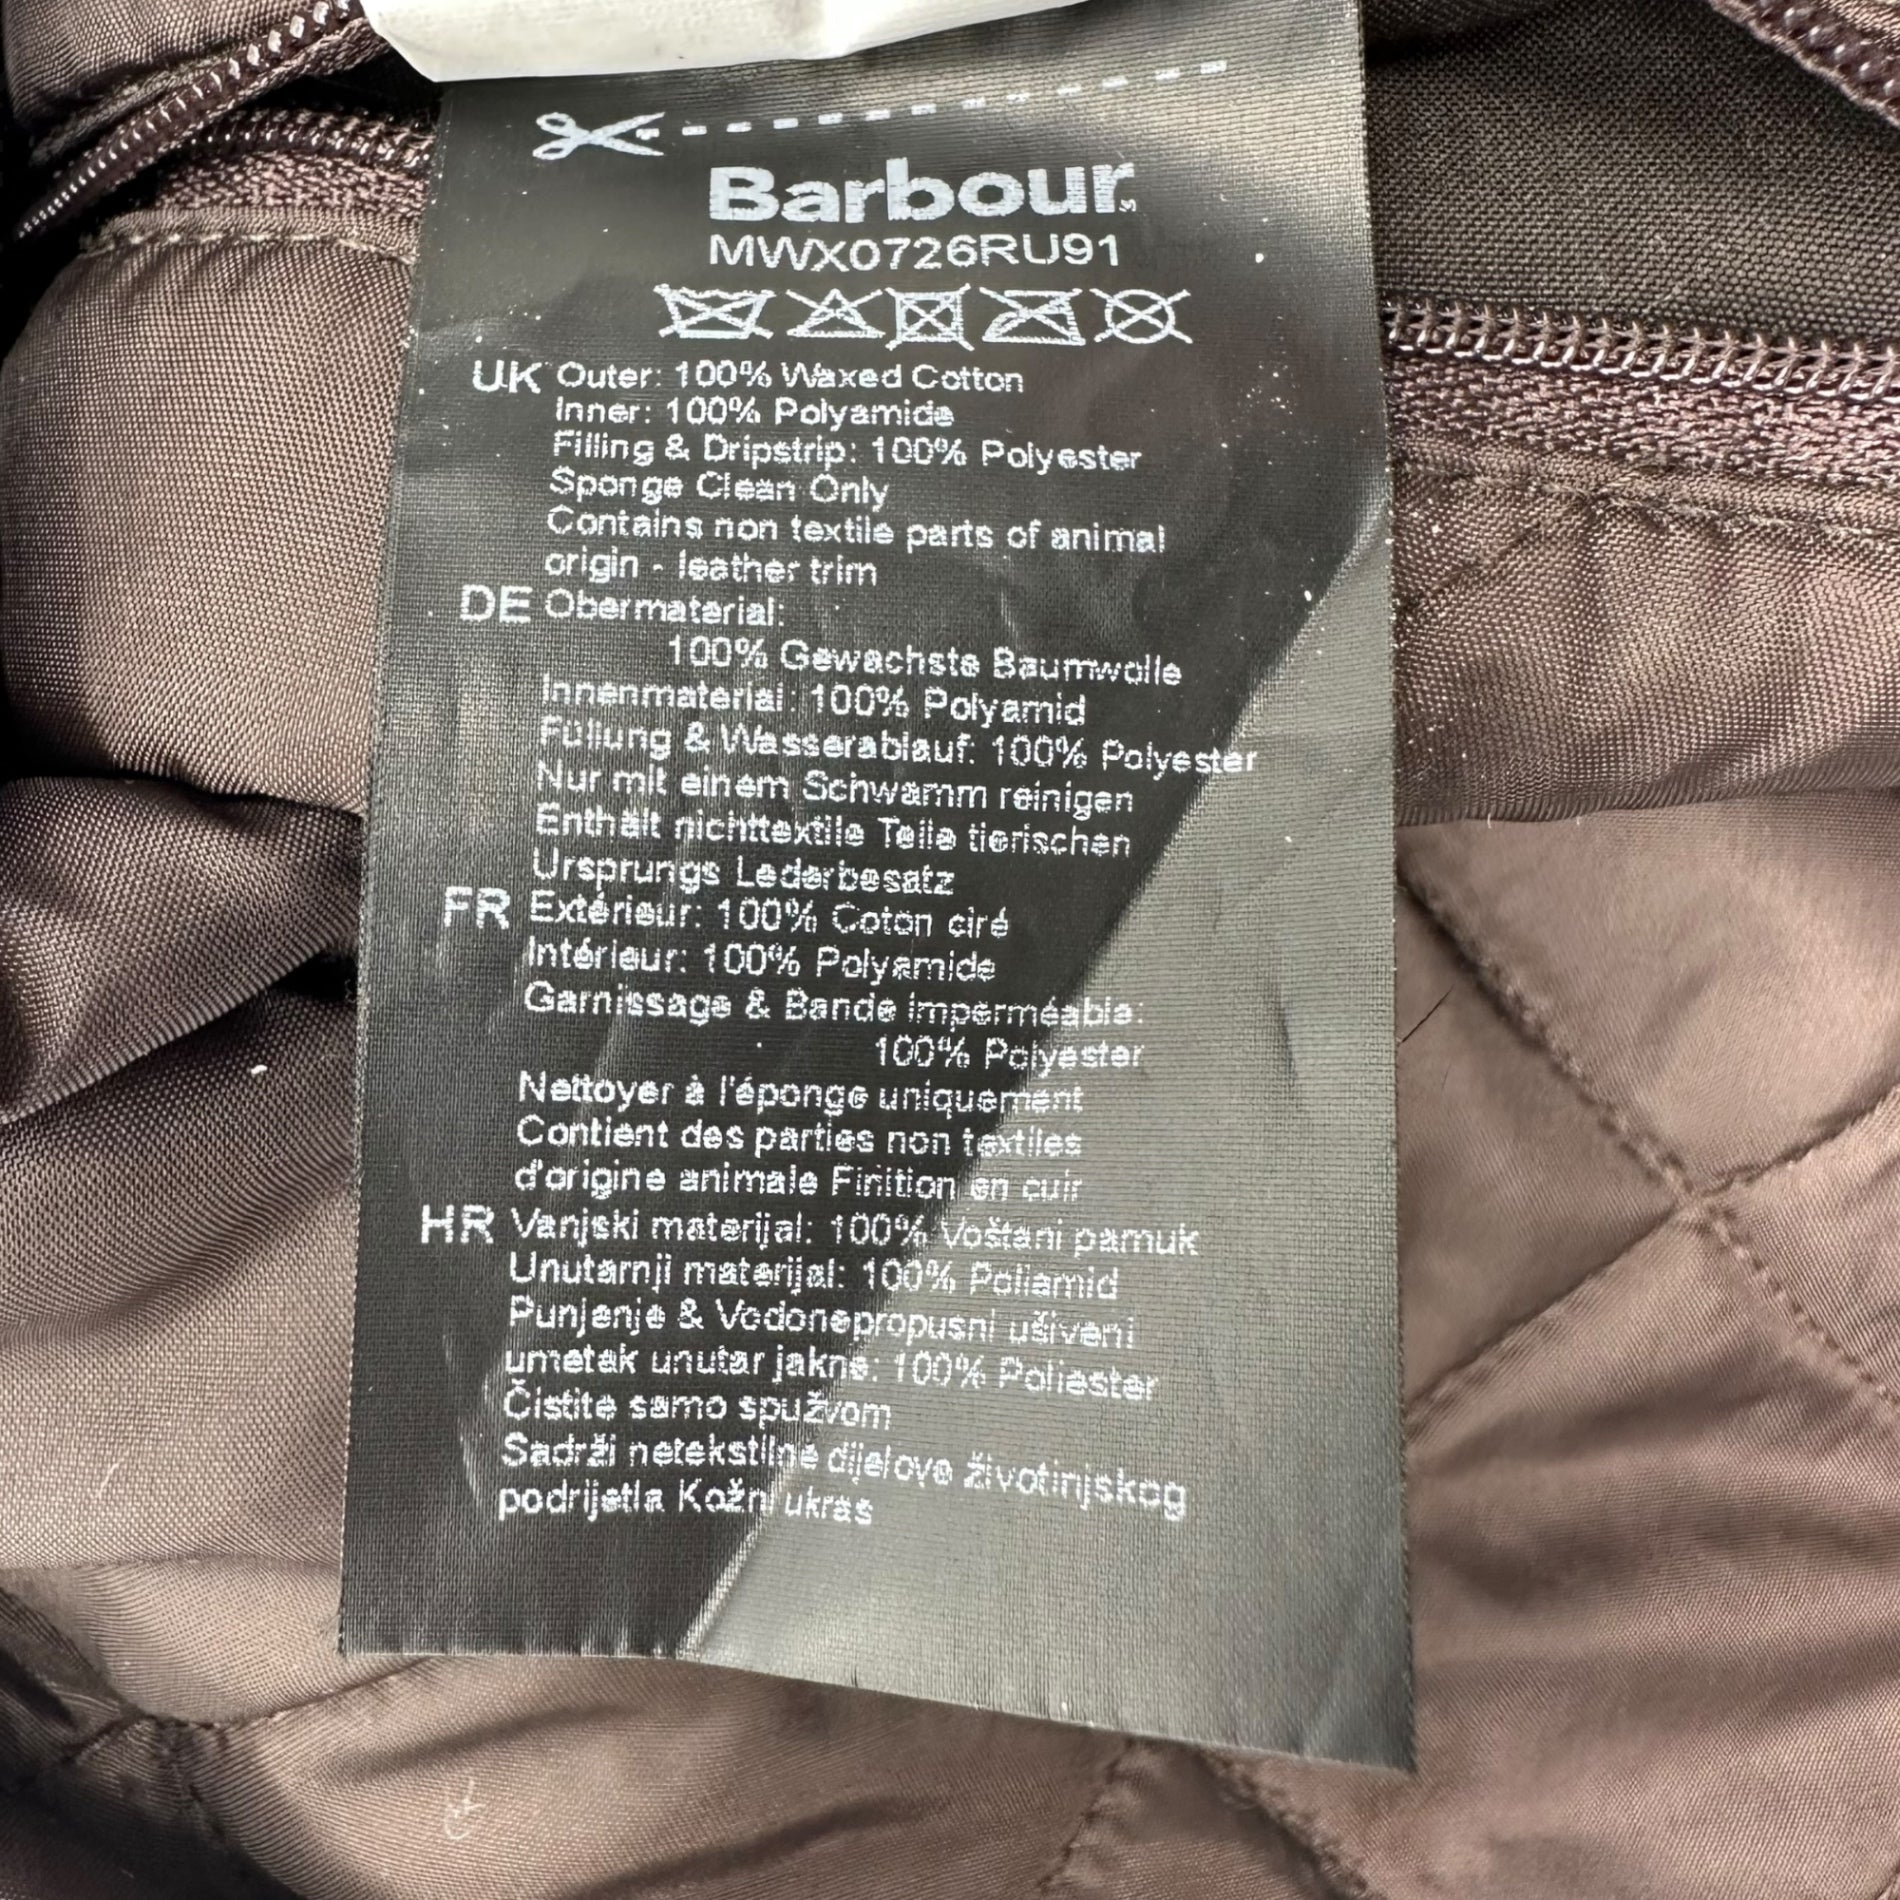 Barbour
MWX0726RU91
UK Outer: 100% Waxed Cotton
Inner: 100% Polyamide
Filling & Dripstrip: 100% Polyester
Sponge Clean Only
Contains non textile parts of animal
origin - leather trim
DE Obermaterial:
100% Gewachste Baumwolle
Innenmaterial: 100% Polyamid
Füllung & Wasserablauf: 100% Polyester
Nur mit einem Schwamm reinigen
Enthält nichttextile Teile tierischen
Ursprungs Lederbesatz
FR Extérieur: 100% Coton ciré
Intérieur: 100% Polyamide
Garnissage & Bande imperméable:
100% Polyester
Nettoyer à l'éponge uniquement
Contient des parties non textiles
d'origine animale Finition en cuir
HR Vanjski materijal: 100% Voštani pamuk
Unutarnji materijal: 100% Poliamid
Punjenje & Vodonepropusni ušiveni
umetak unutar jakne: 100% Poliester
Čistite samo spužvom
Sadrži netekstilne dijelove životinjskog
podrijetla Kožni ukras